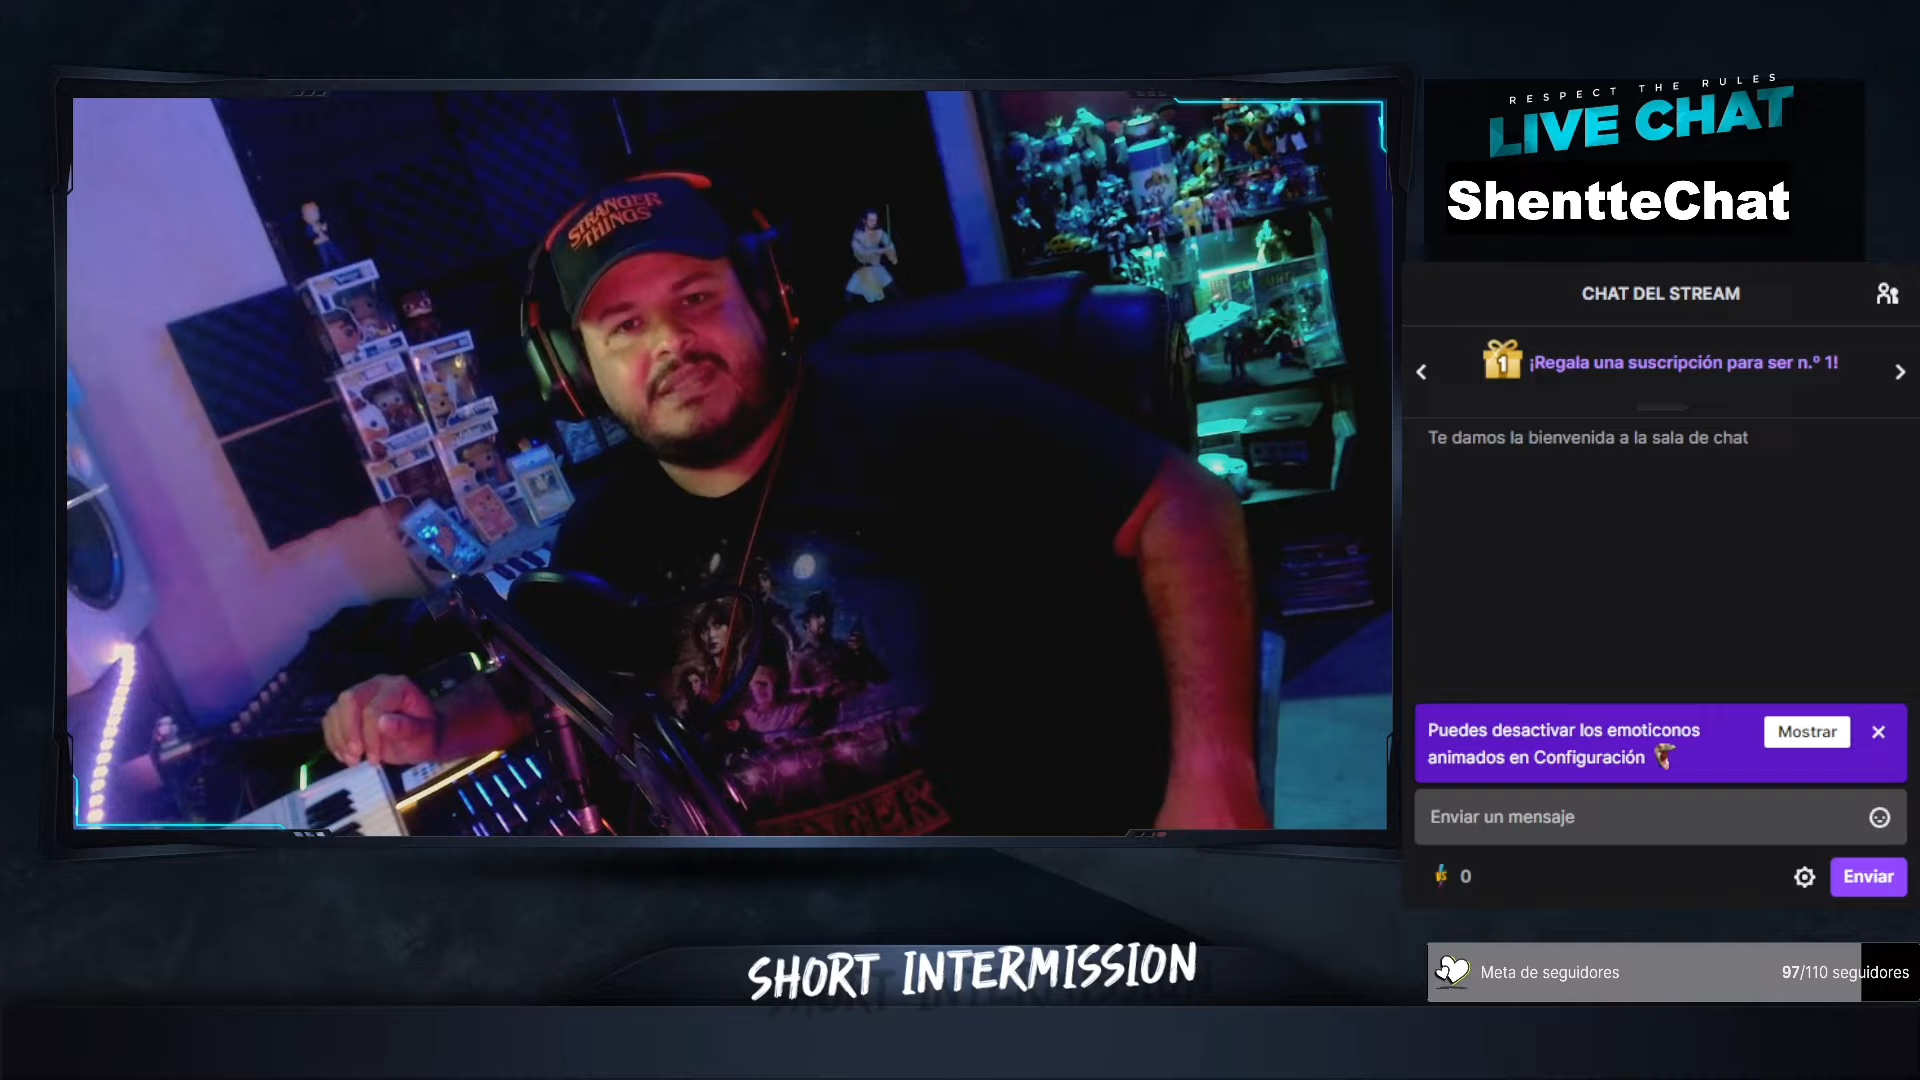 RESPECT THE RULES
LIVE CHAT
ShentteChat
STRANGER
THINGS
CHAT DEL STREAM
1
¡Regala una suscripción para ser n.º 1!
Te damos la bienvenida a la sala de chat
Puedes desactivar los emoticonos
animados en Configuración
Mostrar
Enviar un mensaje
0
Enviar
SHORT INTERMISSION
Meta de seguidores
97/110 seguidores